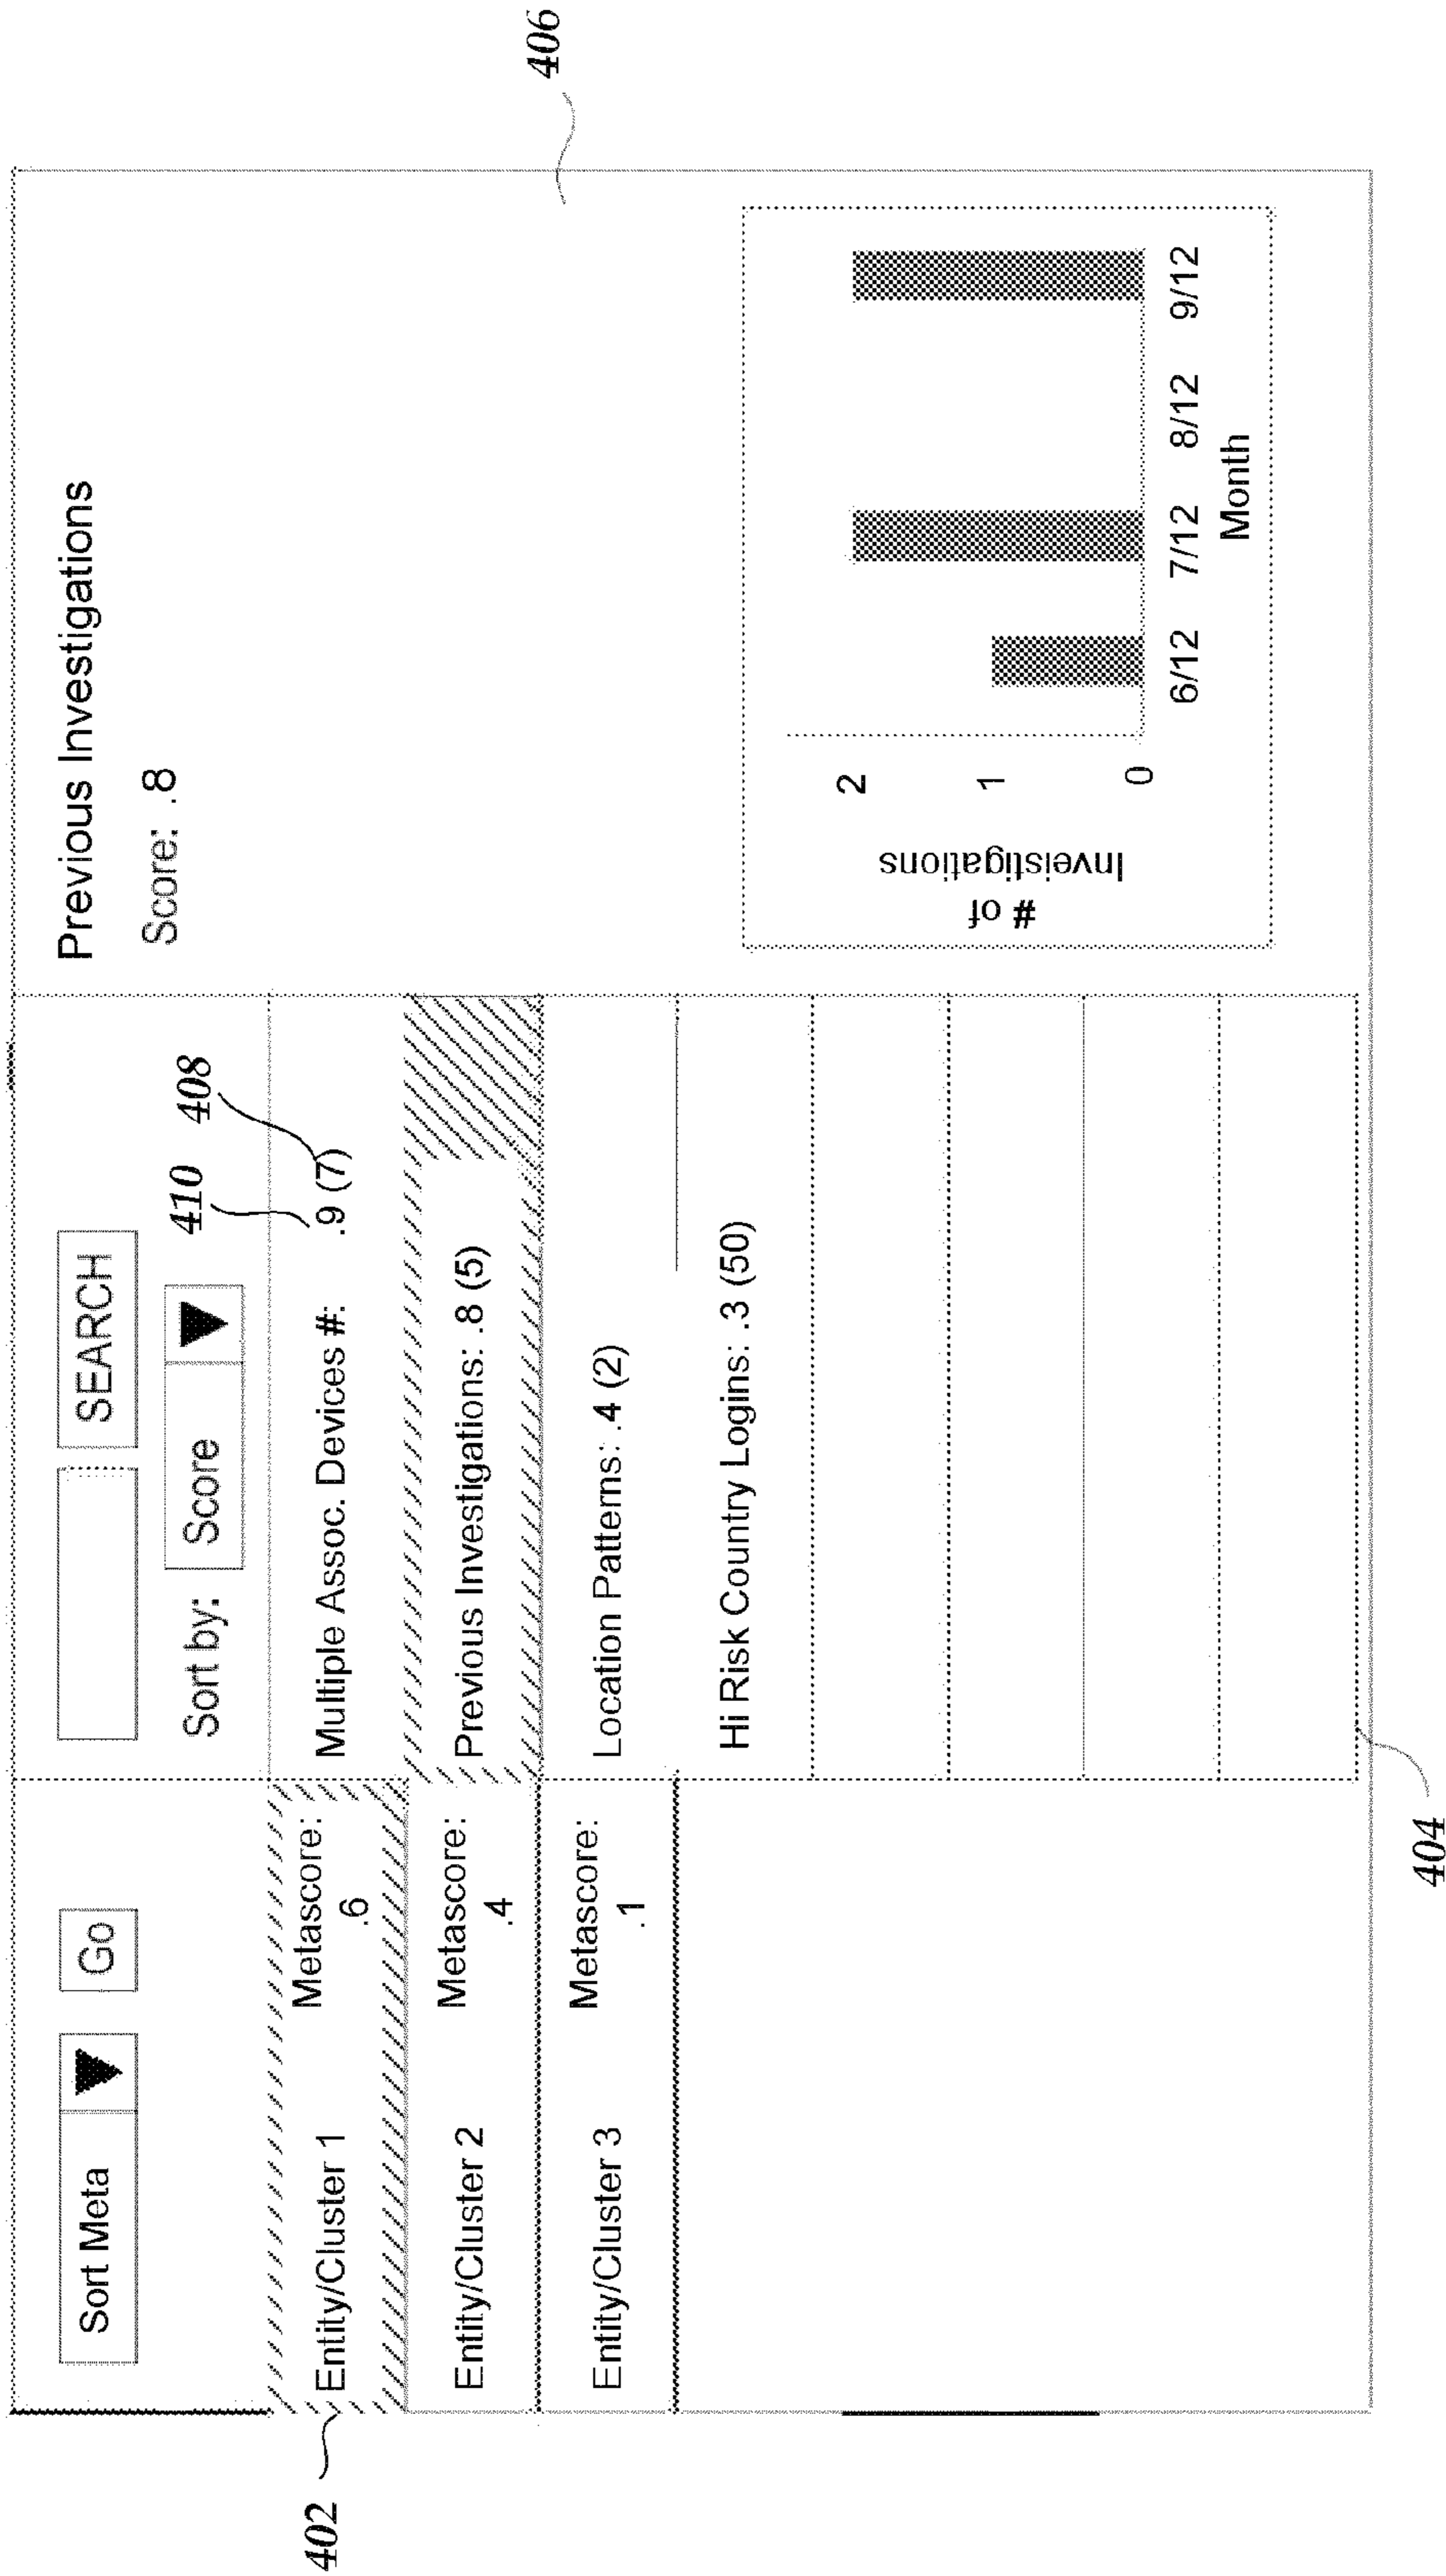 Sort Meta
Go
Entity/Cluster 1
Metascore:
.6
Entity/Cluster 2
Metascore:
.4
Entity/Cluster 3
Metascore:
.1
402
SEARCH
Sort by:
Score
410
408
Multiple Assoc. Devices #:
.9 (7)
Previous Investigations: .8 (5)
Location Patterns: .4 (2)
Hi Risk Country Logins: .3 (50)
404
Previous Investigations
Score: .8
406
# of
Inveistigations
2
1
0
6/12
7/12
8/12
9/12
Month